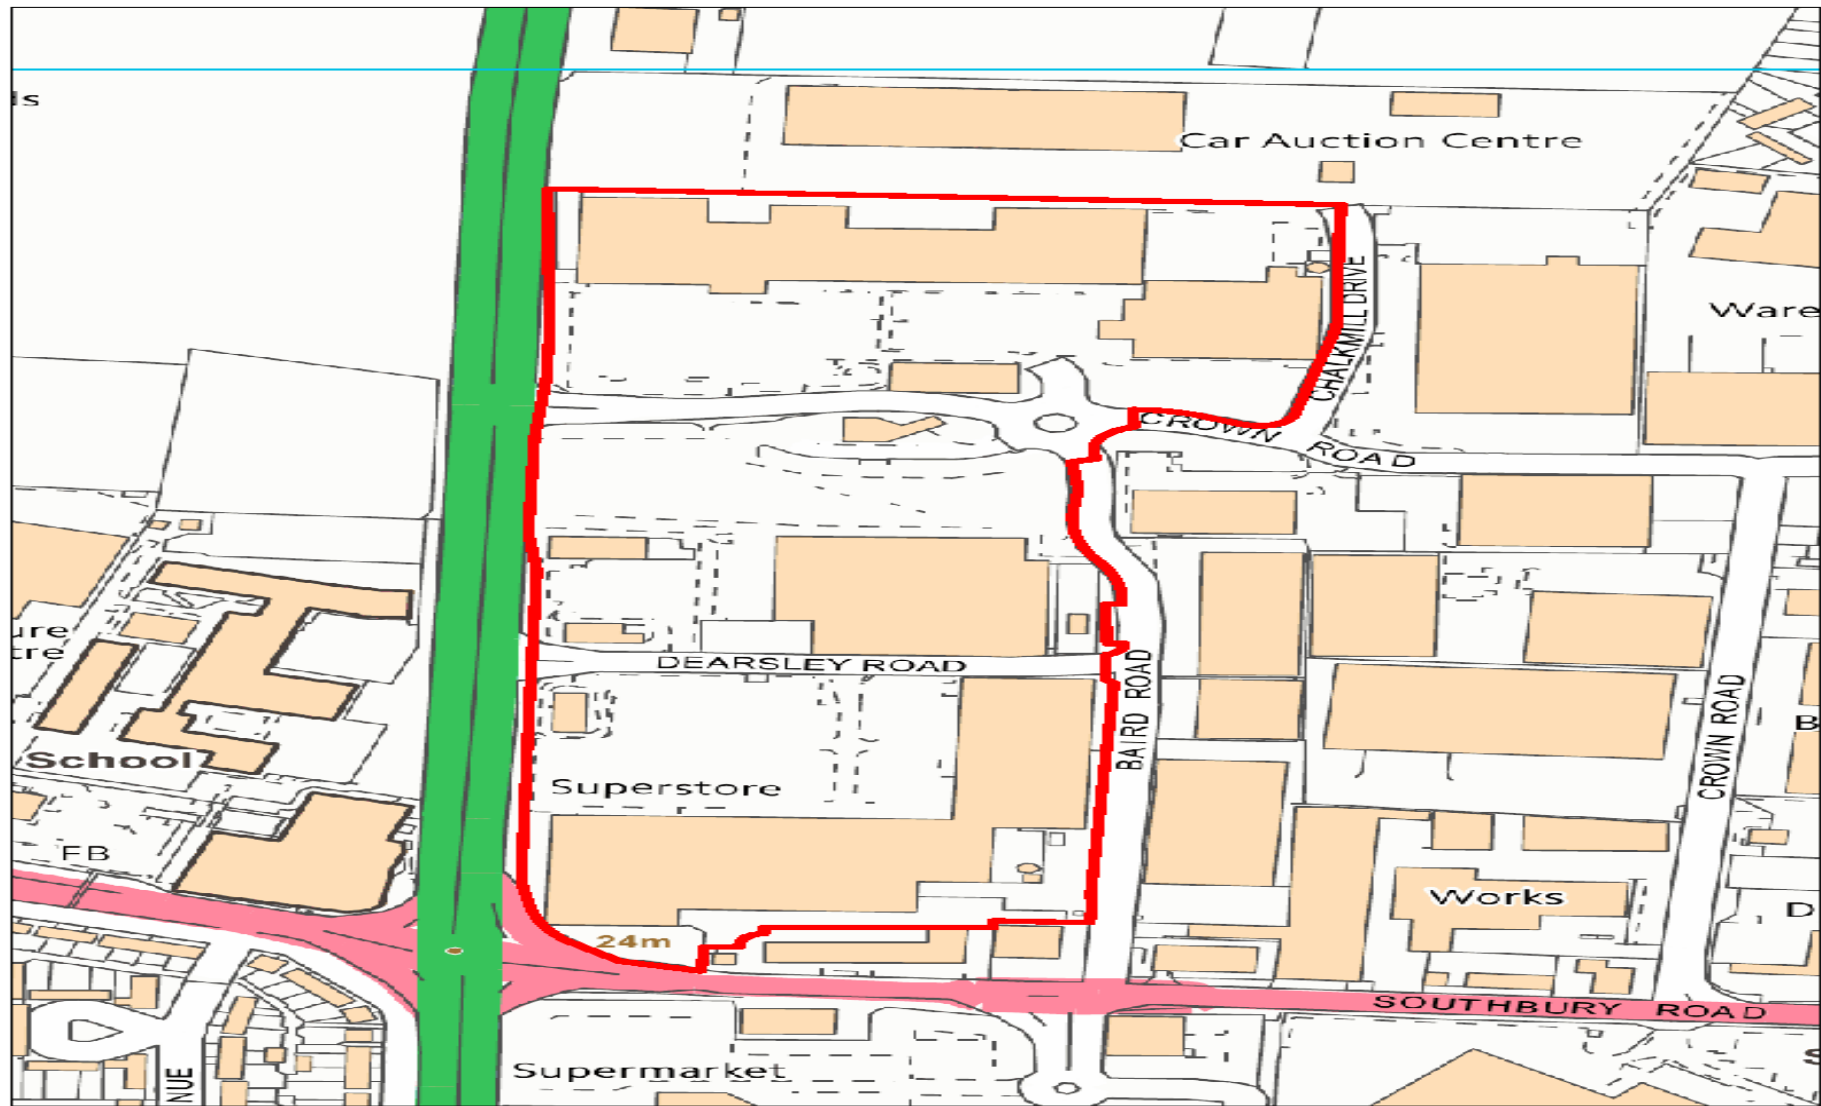 ls
Car Auction Centre
CHALKMILL DRIVE
Ware
CROWN ROAD
ure
tre
DEARSLEY ROAD
BAIRD ROAD
CROWN ROAD
B
School
Superstore
FB
Works
D
24m
SOUTHBURY ROAD
Supermarket
NUE
S